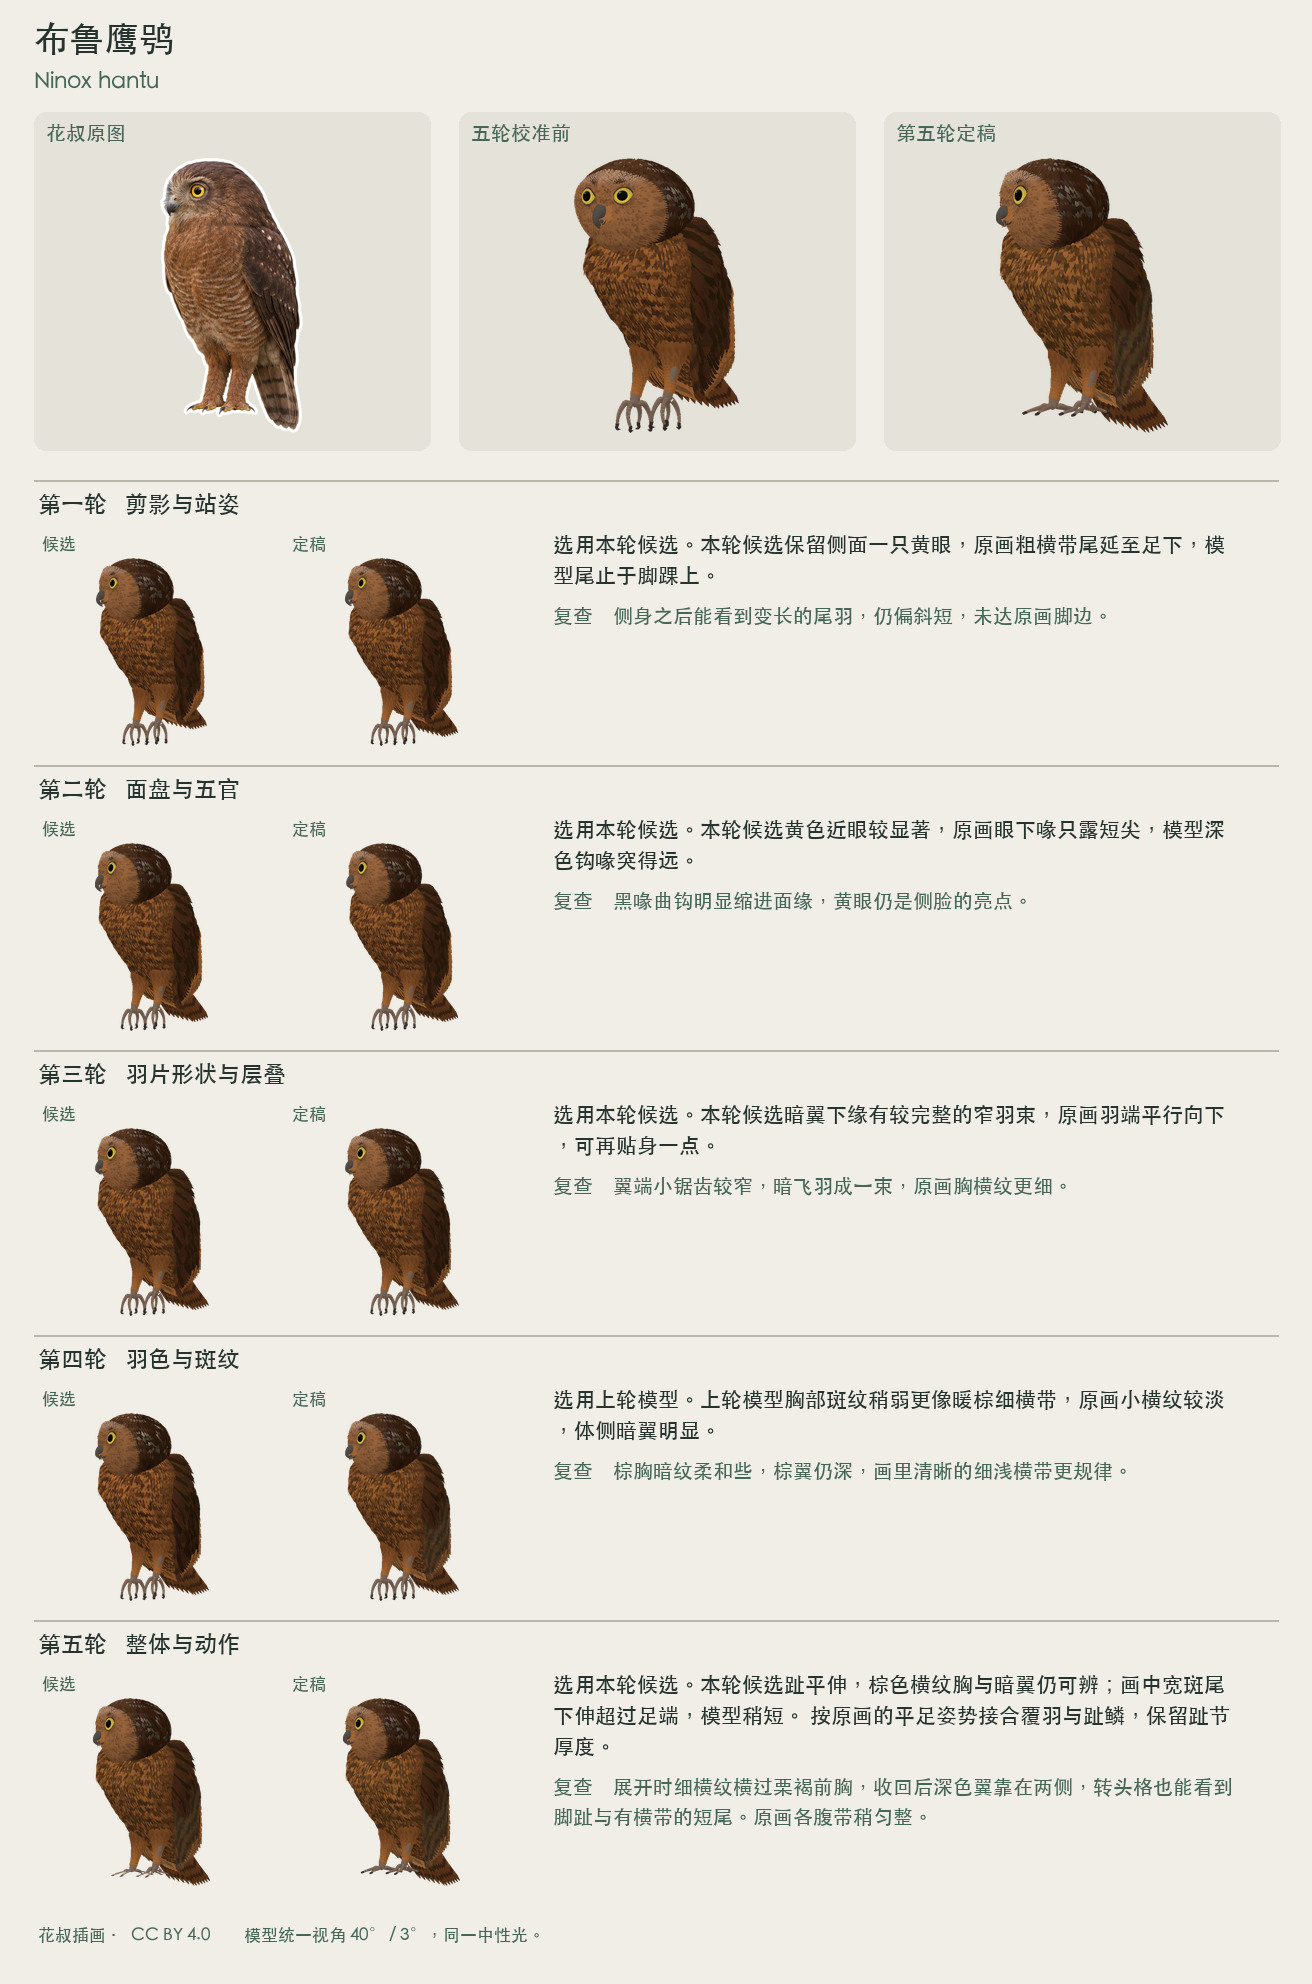 布鲁鹰鸮
Ninox hantu
花叔原图
五轮校准前
第五轮定稿
第一轮 剪影与站姿
候选
定稿
选用本轮候选。本轮候选保留侧面一只黄眼，原画粗横带尾延至足下，模
型尾止于脚踝上。
复查 侧身之后能看到变长的尾羽，仍偏斜短，未达原画脚边。
第二轮 面盘与五官
候选
定稿
选用本轮候选。本轮候选黄色近眼较显著，原画眼下喙只露短尖，模型深
色钩喙突得远。
复查 黑喙曲钩明显缩进面缘，黄眼仍是侧脸的亮点。
第三轮 羽片形状与层叠
候选
定稿
选用本轮候选。本轮候选暗翼下缘有较完整的窄羽束，原画羽端平行向下
，可再贴身一点。
复查 翼端小锯齿较窄，暗飞羽成一束，原画胸横纹更细。
第四轮 羽色与斑纹
候选
定稿
选用上轮模型。上轮模型胸部斑纹稍弱更像暖棕细横带，原画小横纹较淡
，体侧暗翼明显。
复查 棕胸暗纹柔和些，棕翼仍深，画里清晰的细浅横带更规律。
第五轮 整体与动作
候选
定稿
选用本轮候选。本轮候选趾平伸，棕色横纹胸与暗翼仍可辨；画中宽斑尾
下伸超过足端，模型稍短。 按原画的平足姿势接合覆羽与趾鳞，保留趾节
厚度。
复查 展开时细横纹横过栗褐前胸，收回后深色翼靠在两侧，转头格也能看到
脚趾与有横带的短尾。原画各腹带稍匀整。
花叔插画 · CC BY 4.0 模型统一视角 40° / 3°，同一中性光。